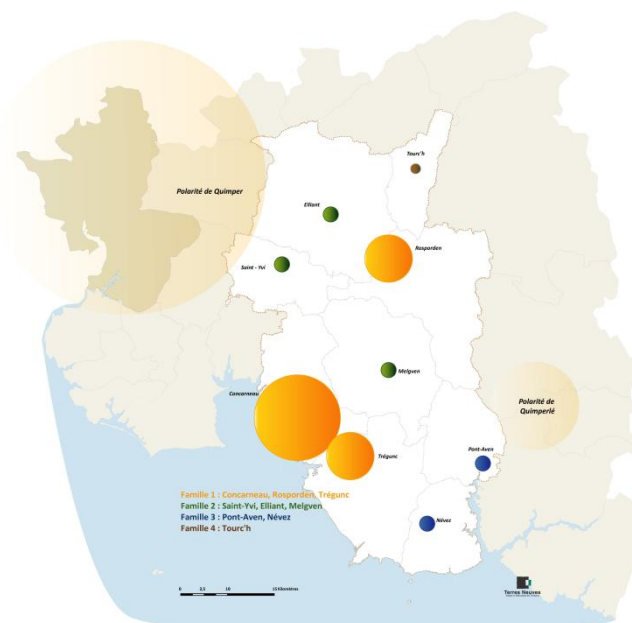 Tourc'h
Polarité de Quimper
Elliant
Rosporden
Saint - Yvi
Melgven
Concarneau
Polarité de
Quimperlé
Trégunc
Pont-Aven
Famille 1 : Concarneau, Rosporden, Trégunc
Famille 2 : Saint-Yvi, Elliant, Melgven
Famille 3 : Pont-Aven, Névez
Famille 4 : Tourc'h
Névez
0 2,5 10 15 Kilomètres
Terres Neuves